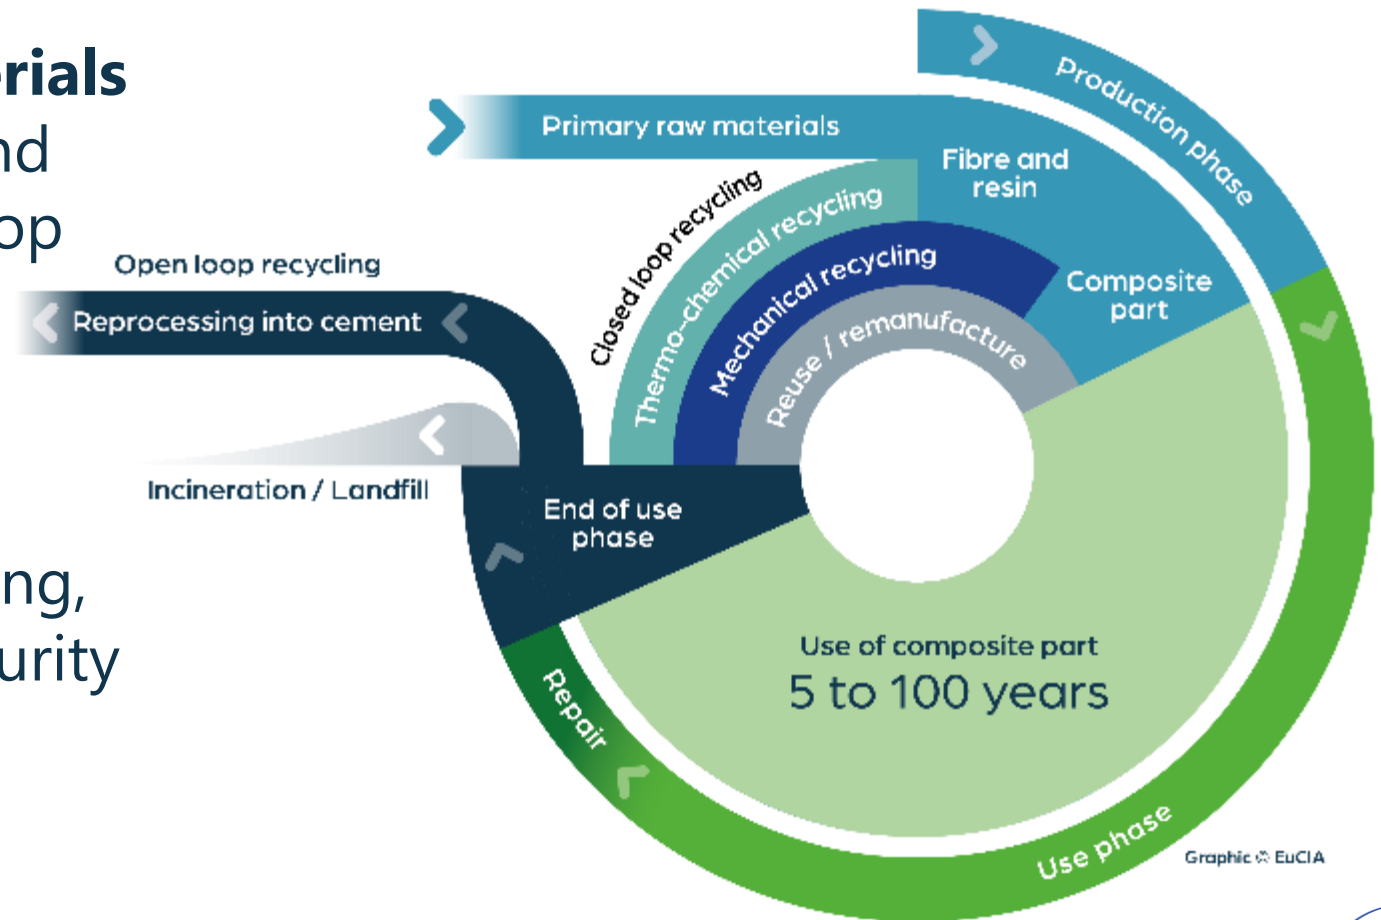 erials
nd
op
ng,
urity
Production phase
Primary raw materials
Fibre and
resin
Closed loop recycling
Thermo-chemical recycling
Mechanical recycling
Reuse / remanufacture
Composite
part
Open loop recycling
Reprocessing into cement
Incineration / Landfill
End of use
phase
Use of composite part
5 to 100 years
Repair
Use phase
Graphic © EuCIA